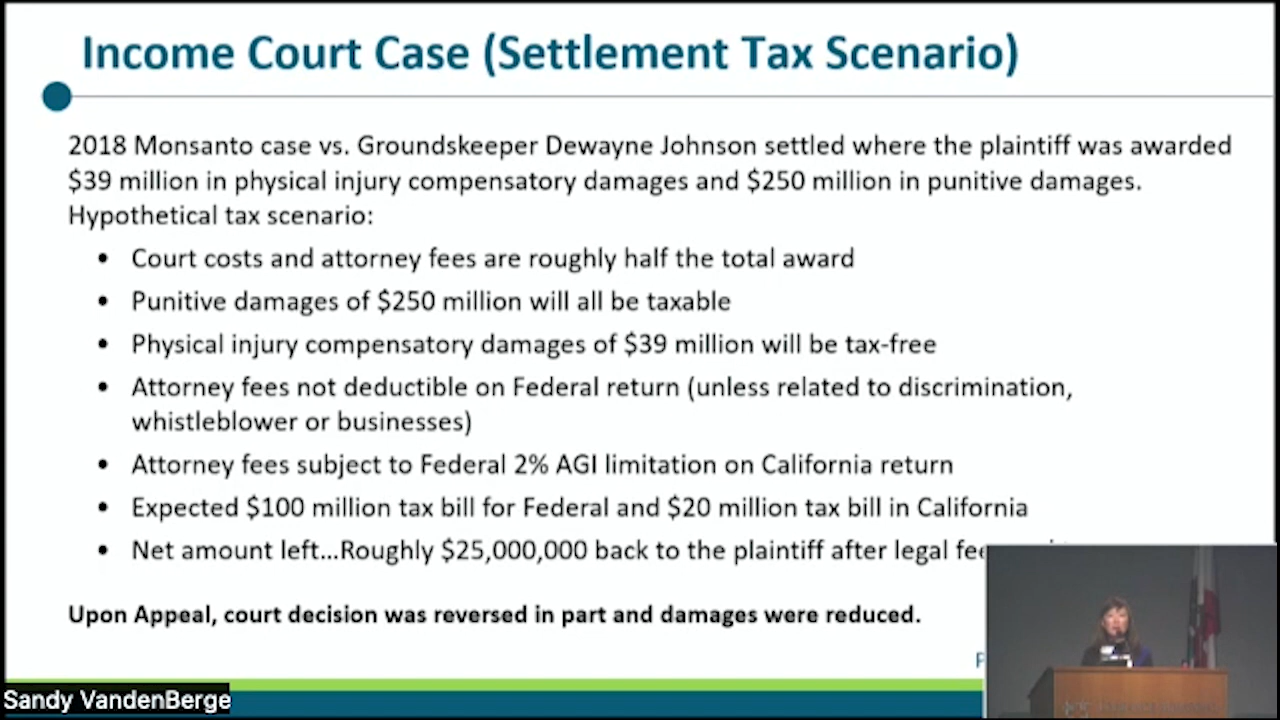 Income Court Case (Settlement Tax Scenario)
2018 Monsanto case vs. Groundskeeper Dewayne Johnson settled where the plaintiff was awarded
$39 million in physical injury compensatory damages and $250 million in punitive damages.
Hypothetical tax scenario:
• Court costs and attorney fees are roughly half the total award
• Punitive damages of $250 million will all be taxable
• Physical injury compensatory damages of $39 million will be tax-free
• Attorney fees not deductible on Federal return (unless related to discrimination,
whistleblower or businesses)
• Attorney fees subject to Federal 2% AGI limitation on California return
• Expected $100 million tax bill for Federal and $20 million tax bill in California
• Net amount left...Roughly $25,000,000 back to the plaintiff after legal
Upon Appeal, court decision was reversed in part and damages were reduced.
Sandy VandenBerge